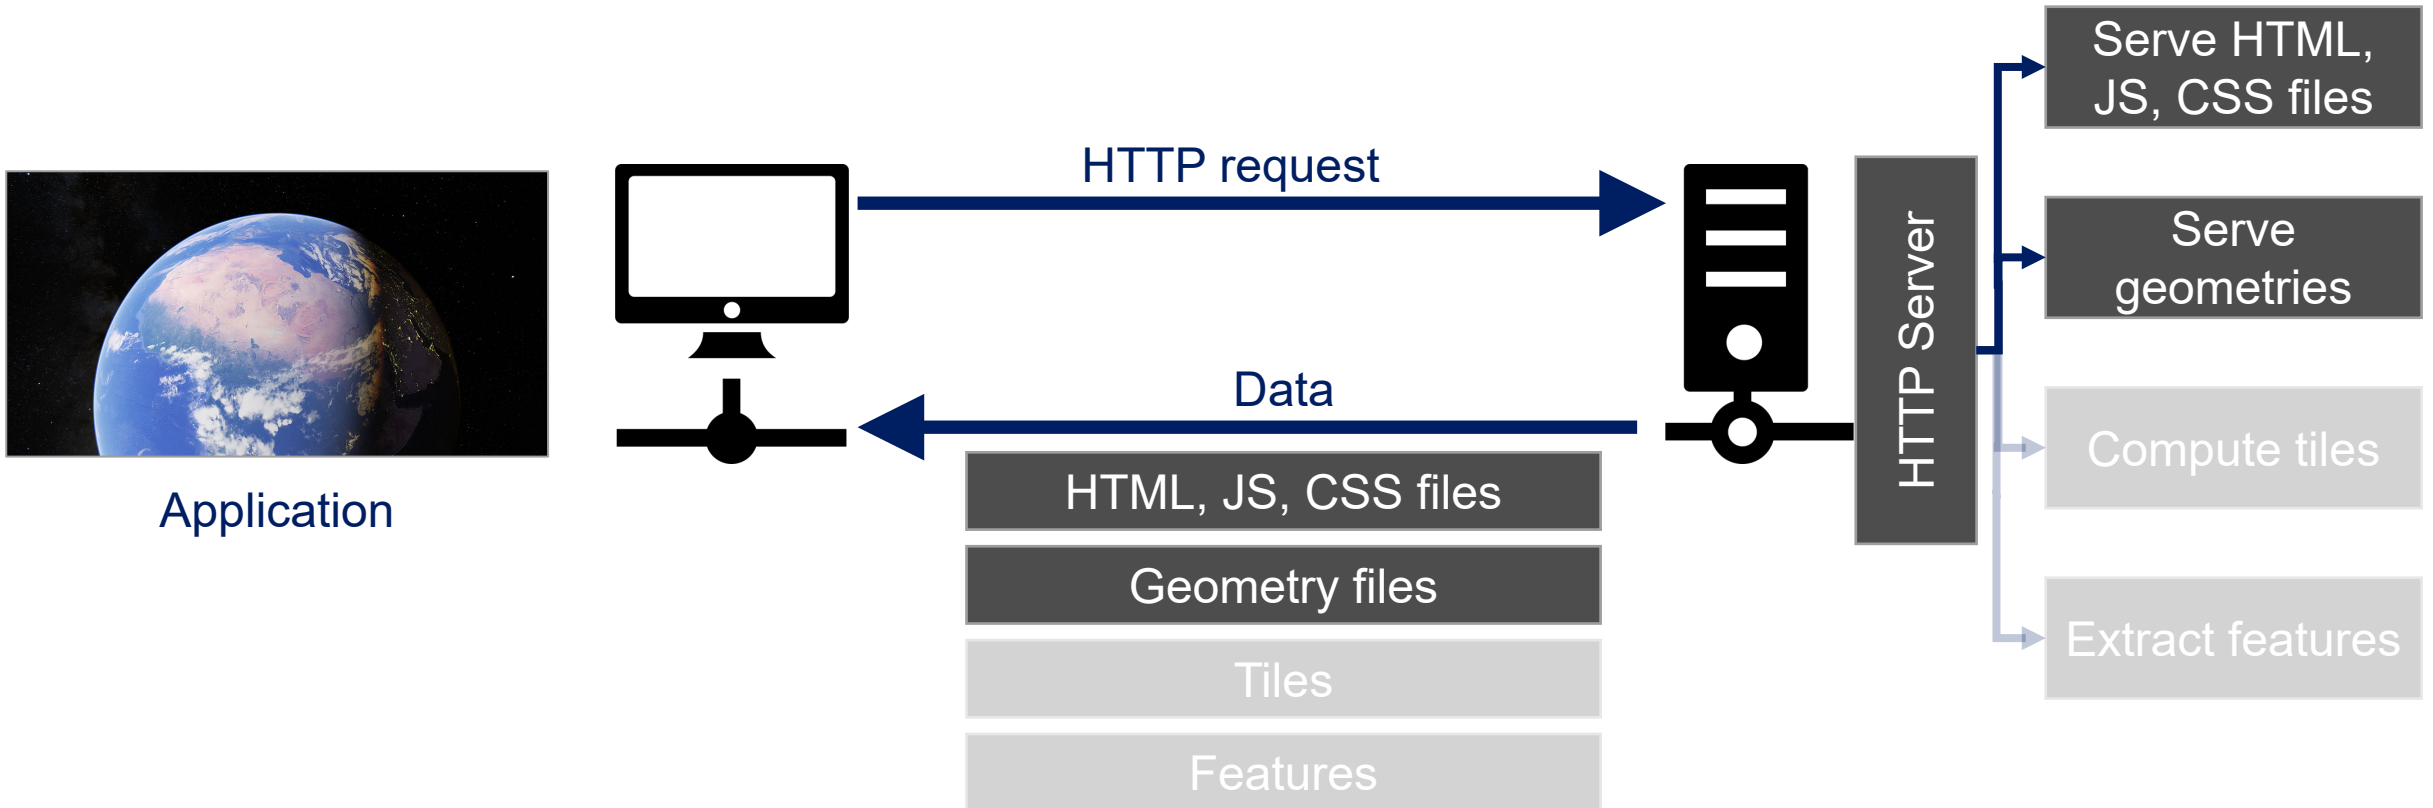 Application
HTTP request
Data
HTML, JS, CSS files
Geometry files
Tiles
Features
HTTP Server
Serve HTML,
JS, CSS files
Serve
geometries
Compute tiles
Extract features